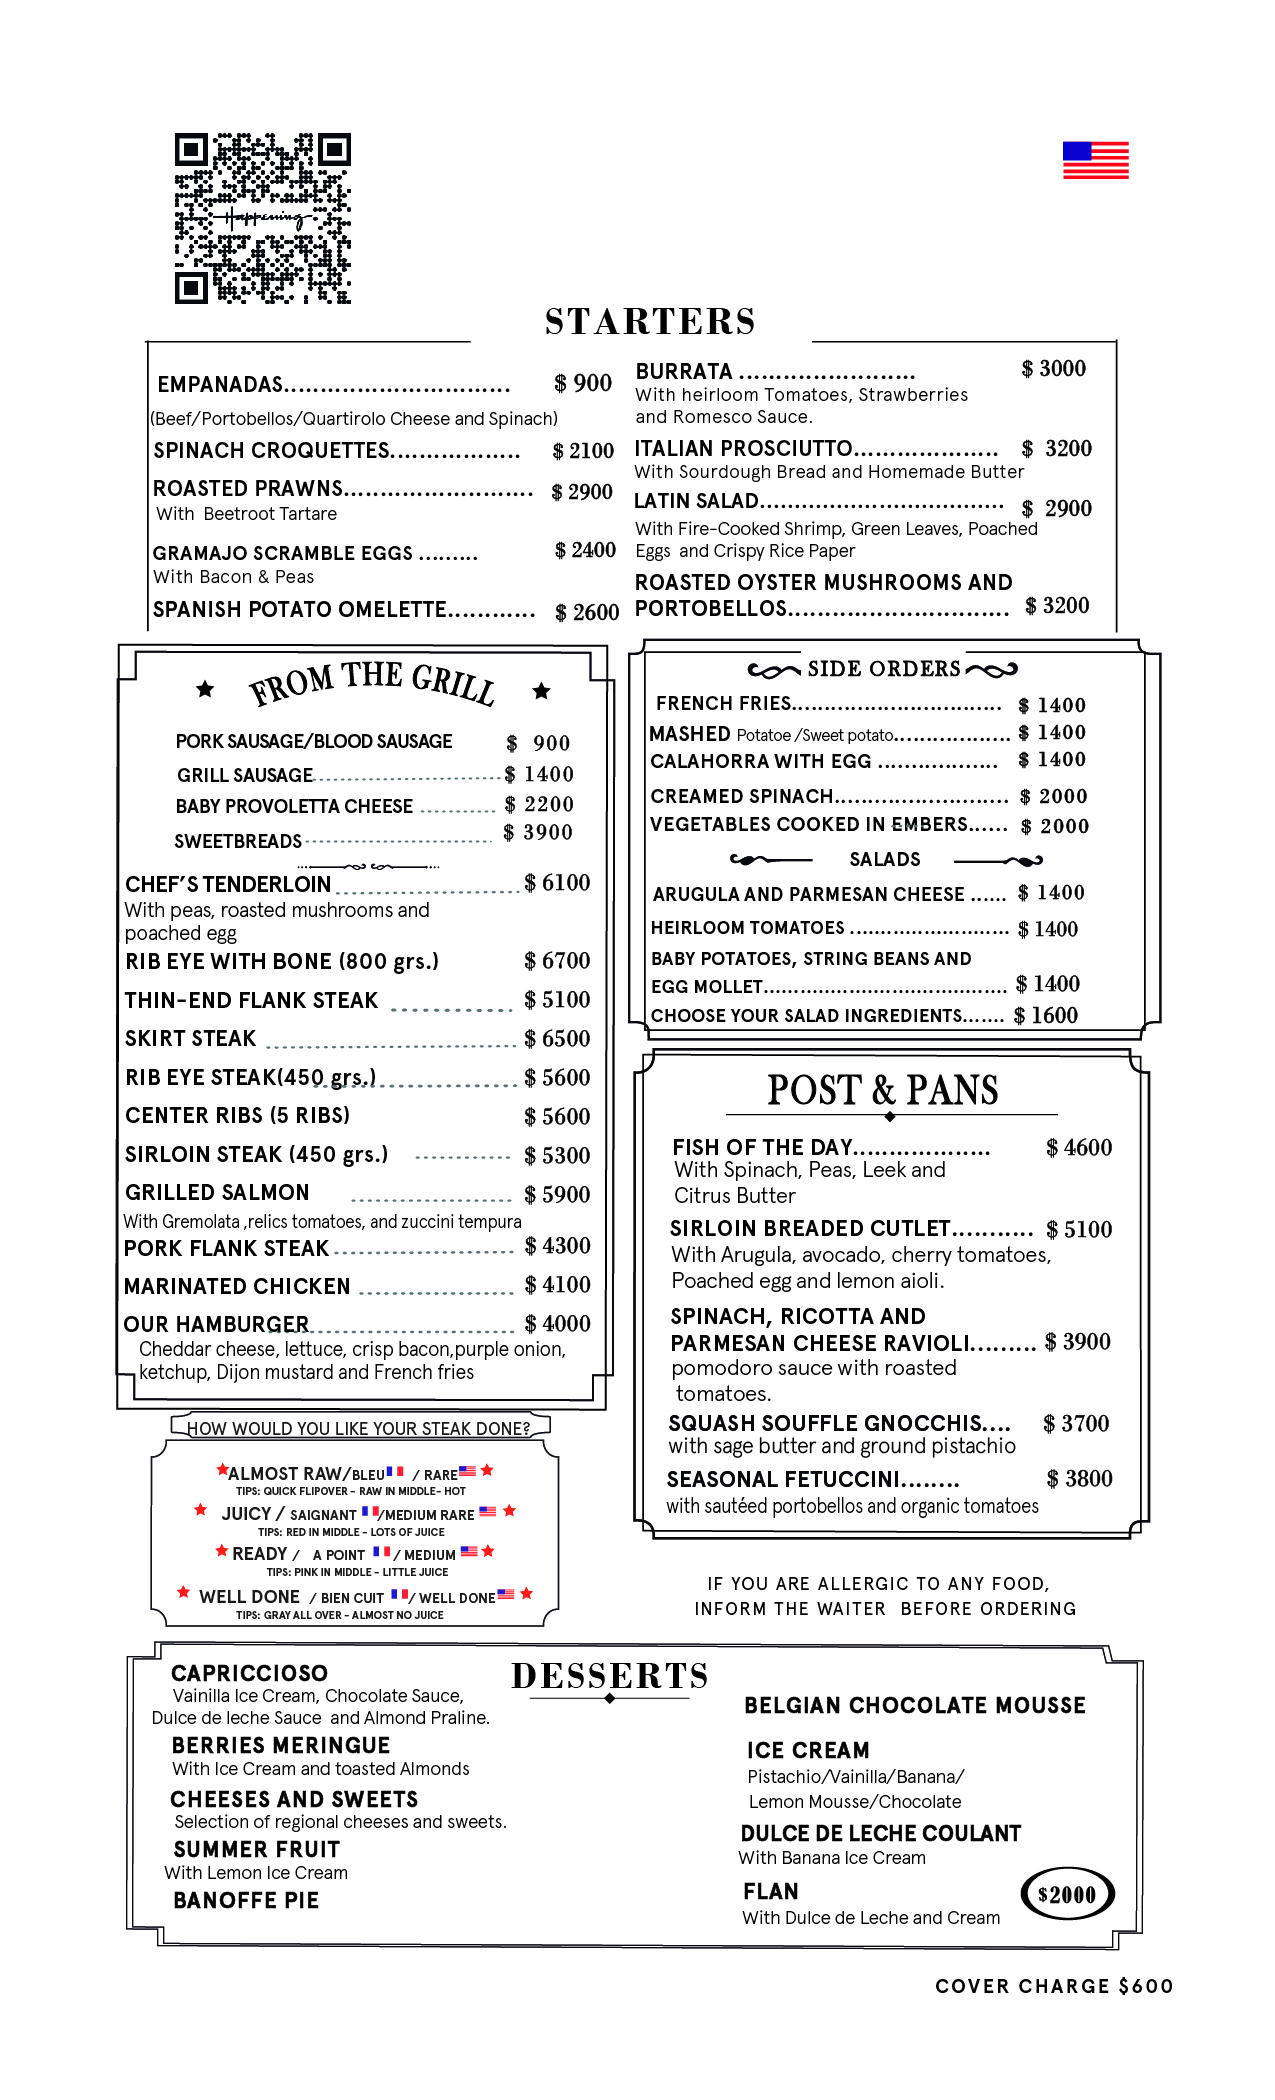 Happening
STARTERS
EMPANADAS............................... $ 900
(Beef/Portobellos/Quartirolo Cheese and Spinach)
SPINACH CROQUETTES.................. $ 2100
ROASTED PRAWNS.......................... $ 2900
With Beetroot Tartare
GRAMAJO SCRAMBLE EGGS ......... $ 2400
With Bacon & Peas
SPANISH POTATO OMELETTE............ $ 2600
BURRATA ........................ $ 3000
With heirloom Tomatoes, Strawberries
and Romesco Sauce.
ITALIAN PROSCIUTTO.................... $ 3200
With Sourdough Bread and Homemade Butter
LATIN SALAD.................................. $ 2900
With Fire-Cooked Shrimp, Green Leaves, Poached
Eggs and Crispy Rice Paper
ROASTED OYSTER MUSHROOMS AND
PORTOBELLOS.............................. $ 3200
FROM THE GRILL
PORK SAUSAGE/BLOOD SAUSAGE $ 900
GRILL SAUSAGE.............................. $ 1400
BABY PROVOLETTA CHEESE ............ $ 2200
SWEETBREADS .............................. $ 3900
CHEF'S TENDERLOIN ........................ $ 6100
With peas, roasted mushrooms and
poached egg
RIB EYE WITH BONE (800 grs.) $ 6700
THIN-END FLANK STEAK ................ $ 5100
SKIRT STEAK .................................. $ 6500
RIB EYE STEAK(450 grs.)...................... $ 5600
CENTER RIBS (5 RIBS) $ 5600
SIRLOIN STEAK (450 grs.) ............. $ 5300
GRILLED SALMON ...................... $ 5900
With Gremolata ,relics tomatoes, and zuccini tempura
PORK FLANK STEAK ........................ $ 4300
MARINATED CHICKEN ..................... $ 4100
OUR HAMBURGER............................ $ 4000
Cheddar cheese, lettuce, crisp bacon,purple onion,
ketchup, Dijon mustard and French fries
SIDE ORDERS
FRENCH FRIES............................... $ 1400
MASHED Potatoe /Sweet potato.................. $ 1400
CALAHORRA WITH EGG .................. $ 1400
CREAMED SPINACH.......................... $ 2000
VEGETABLES COOKED IN EMBERS...... $ 2000
SALADS
ARUGULA AND PARMESAN CHEESE ...... $ 1400
HEIRLOOM TOMATOES ........................... $ 1400
BABY POTATOES, STRING BEANS AND
EGG MOLLET...................................... $ 1400
CHOOSE YOUR SALAD INGREDIENTS....... $ 1600
POST & PANS
FISH OF THE DAY................... $ 4600
With Spinach, Peas, Leek and
Citrus Butter
SIRLOIN BREADED CUTLET........... $ 5100
With Arugula, avocado, cherry tomatoes,
Poached egg and lemon aioli.
SPINACH, RICOTTA AND
PARMESAN CHEESE RAVIOLI......... $ 3900
pomodoro sauce with roasted
tomatoes.
SQUASH SOUFFLE GNOCCHIS.... $ 3700
with sage butter and ground pistachio
SEASONAL FETUCCINI........ $ 3800
with sautéed portobellos and organic tomatoes
HOW WOULD YOU LIKE YOUR STEAK DONE?
ALMOST RAW/BLEU / RARE
TIPS: QUICK FLIPOVER - RAW IN MIDDLE- HOT
JUICY / SAIGNANT /MEDIUM RARE
TIPS: RED IN MIDDLE - LOTS OF JUICE
READY / A POINT / MEDIUM
TIPS: PINK IN MIDDLE - LITTLE JUICE
WELL DONE / BIEN CUIT / WELL DONE
TIPS: GRAY ALL OVER - ALMOST NO JUICE
IF YOU ARE ALLERGIC TO ANY FOOD,
INFORM THE WAITER BEFORE ORDERING
DESSERTS
CAPRICCIOSO
Vainilla Ice Cream, Chocolate Sauce,
Dulce de leche Sauce and Almond Praline.
BERRIES MERINGUE
With Ice Cream and toasted Almonds
CHEESES AND SWEETS
Selection of regional cheeses and sweets.
SUMMER FRUIT
With Lemon Ice Cream
BANOFFE PIE
BELGIAN CHOCOLATE MOUSSE
ICE CREAM
Pistachio/Vainilla/Banana/
Lemon Mousse/Chocolate
DULCE DE LECHE COULANT
With Banana Ice Cream
FLAN
With Dulce de Leche and Cream
$2000
COVER CHARGE $600